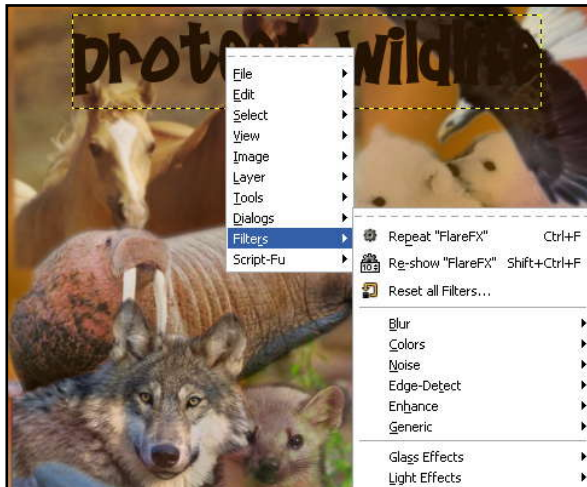 protect wildlife
File
Edit
Select
View
Image
Layer
Tools
Dialogs
Filters
Script-Fu
Repeat "FlareFX" Ctrl+F
Re-show "FlareFX" Shift+Ctrl+F
Reset all Filters...
Blur
Colors
Noise
Edge-Detect
Enhance
Generic
Glass Effects
Light Effects